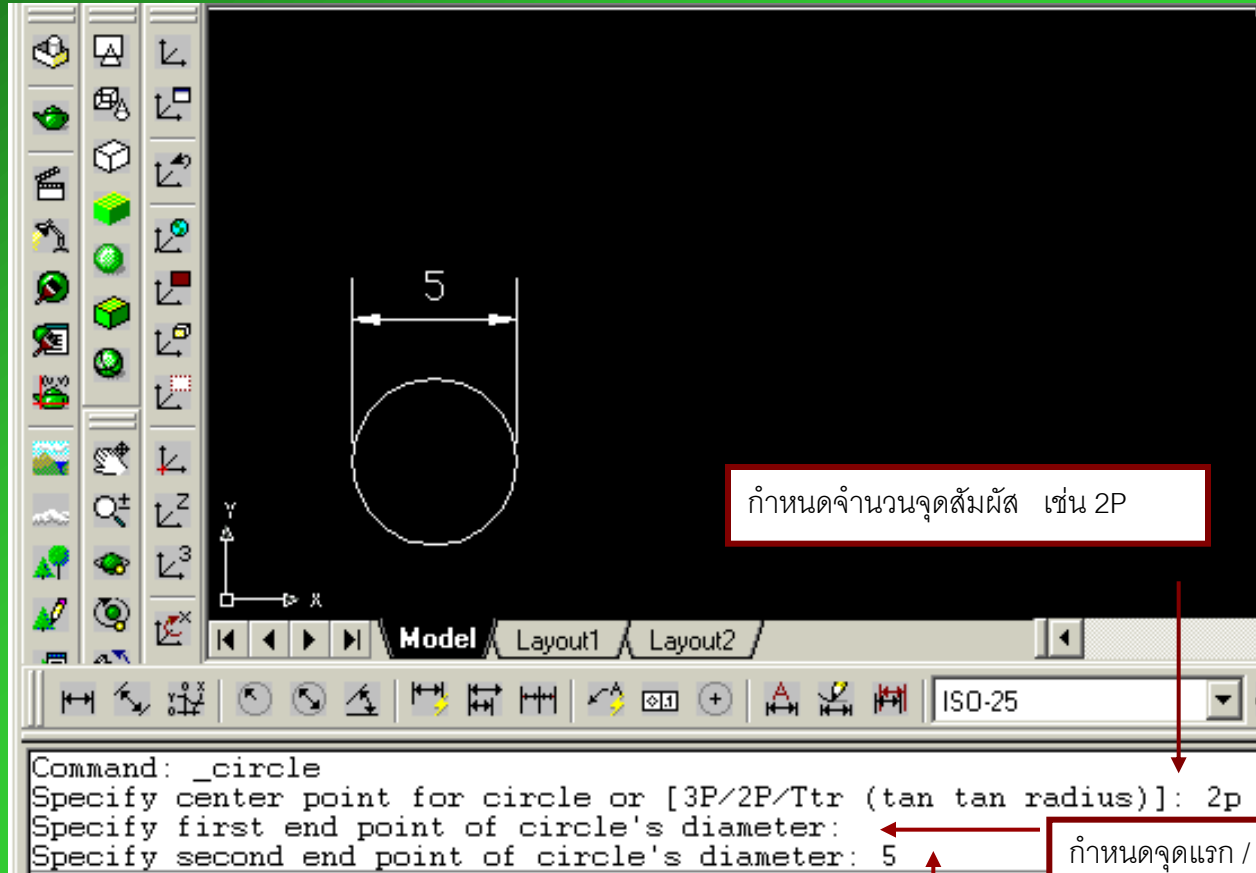 5
กำหนดจำนวนจุดสัมผัส เช่น 2P
Y
X
Model Layout1 Layout2
ISO-25
Command: _circle
Specify center point for circle or [3P/2P/Ttr (tan tan radius)]: 2p
Specify first end point of circle's diameter:
Specify second end point of circle's diameter: 5
กำหนดจุดแรก /